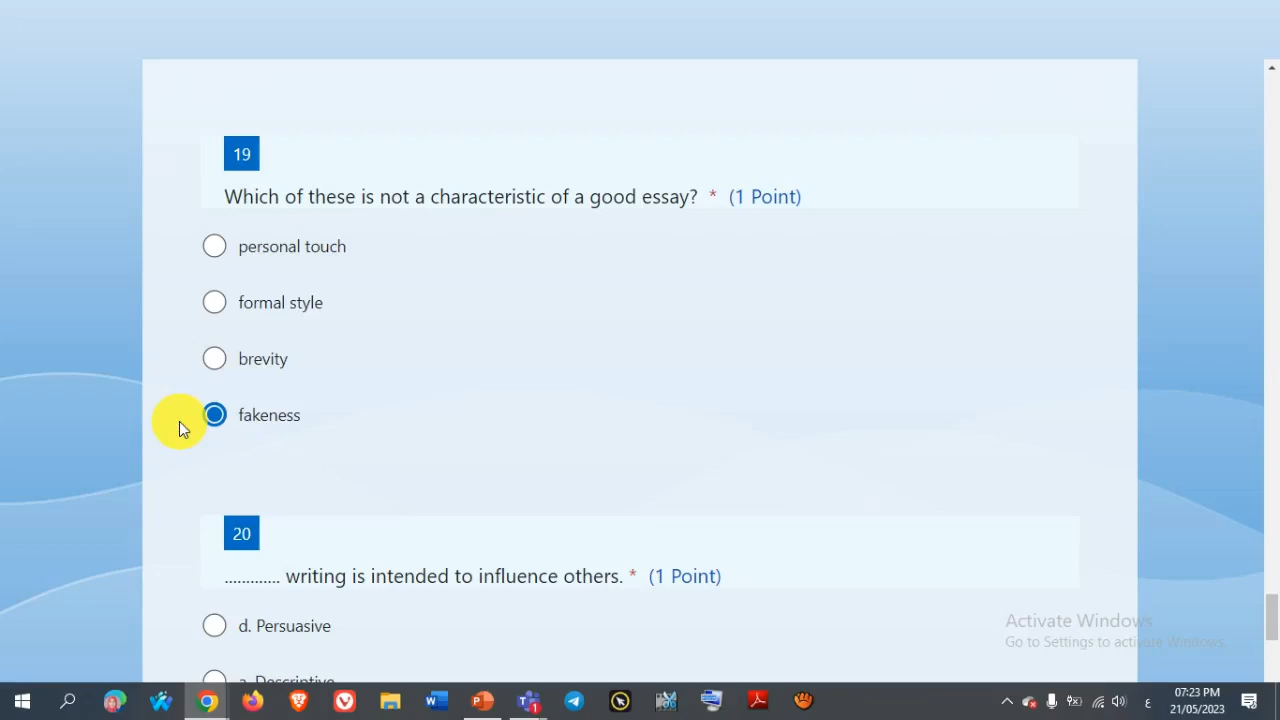 19
Which of these is not a characteristic of a good essay? * (1 Point)
personal touch
formal style
brevity
fakeness
20
............. writing is intended to influence others. * (1 Point)
d. Persuasive
a. Descriptive
Activate Windows
Go to Settings to activate Windows.
07:23 PM
ع
21/05/2023